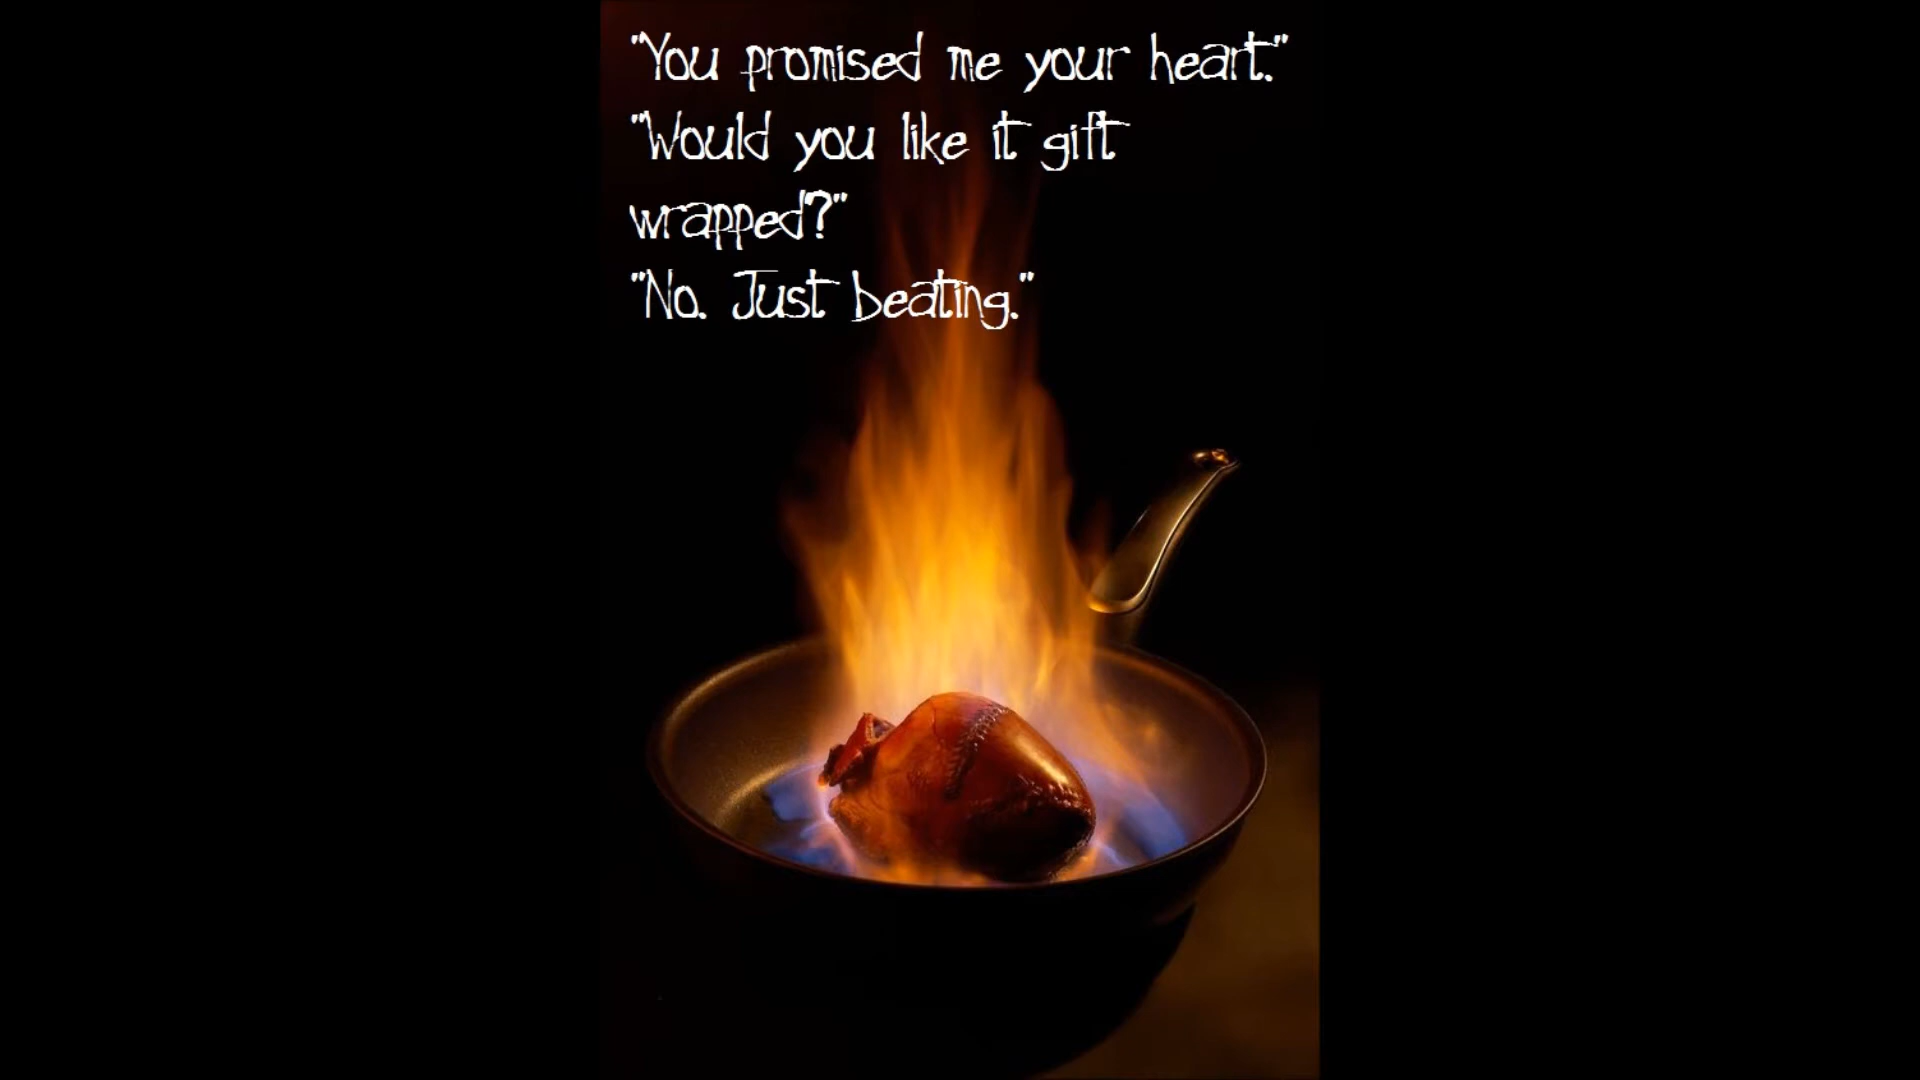 "You promised me your heart."
"Would you like it gift
wrapped?"
"No. Just beating."